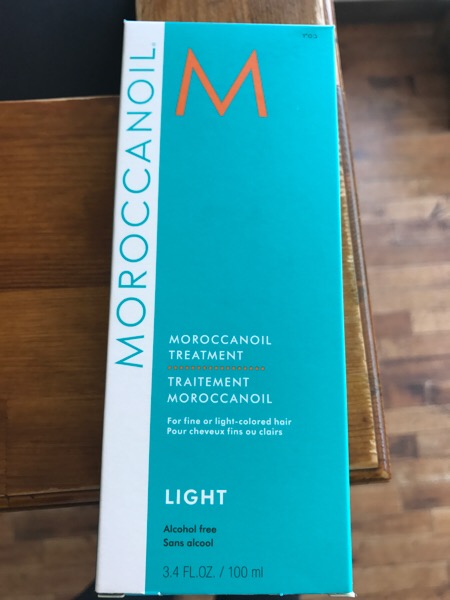 M
MOROCCANOIL®
MOROCCANOIL
TREATMENT
TRAITEMENT
MOROCCANOIL
For fine or light-colored hair
Pour cheveux fins ou clairs
LIGHT
Alcohol free
Sans alcool
3.4 FL.OZ. / 100 ml